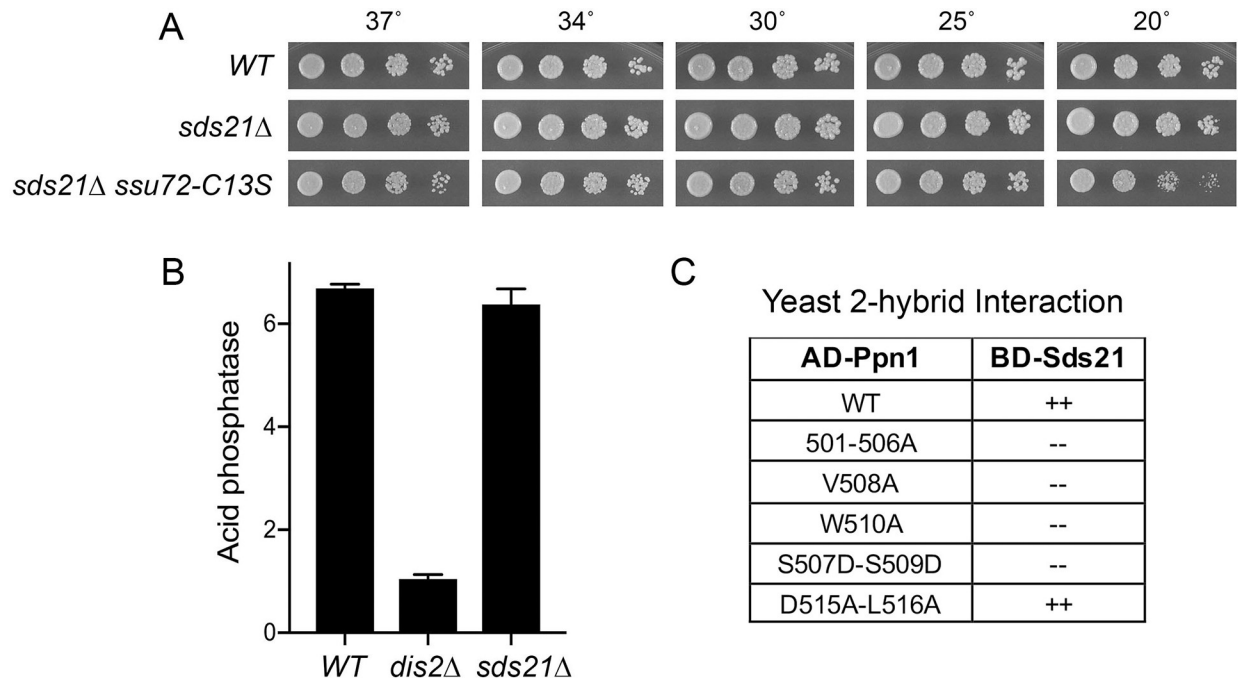 A
37° 34° 30° 25° 20°
WT
sds21Δ
sds21Δ ssu72-C13S
B
Acid phosphatase
6
4
2
0
WT dis2Δ sds21Δ
C
Yeast 2-hybrid Interaction
AD-Ppn1 BD-Sds21
WT ++
501-506A --
V508A --
W510A --
S507D-S509D --
D515A-L516A ++